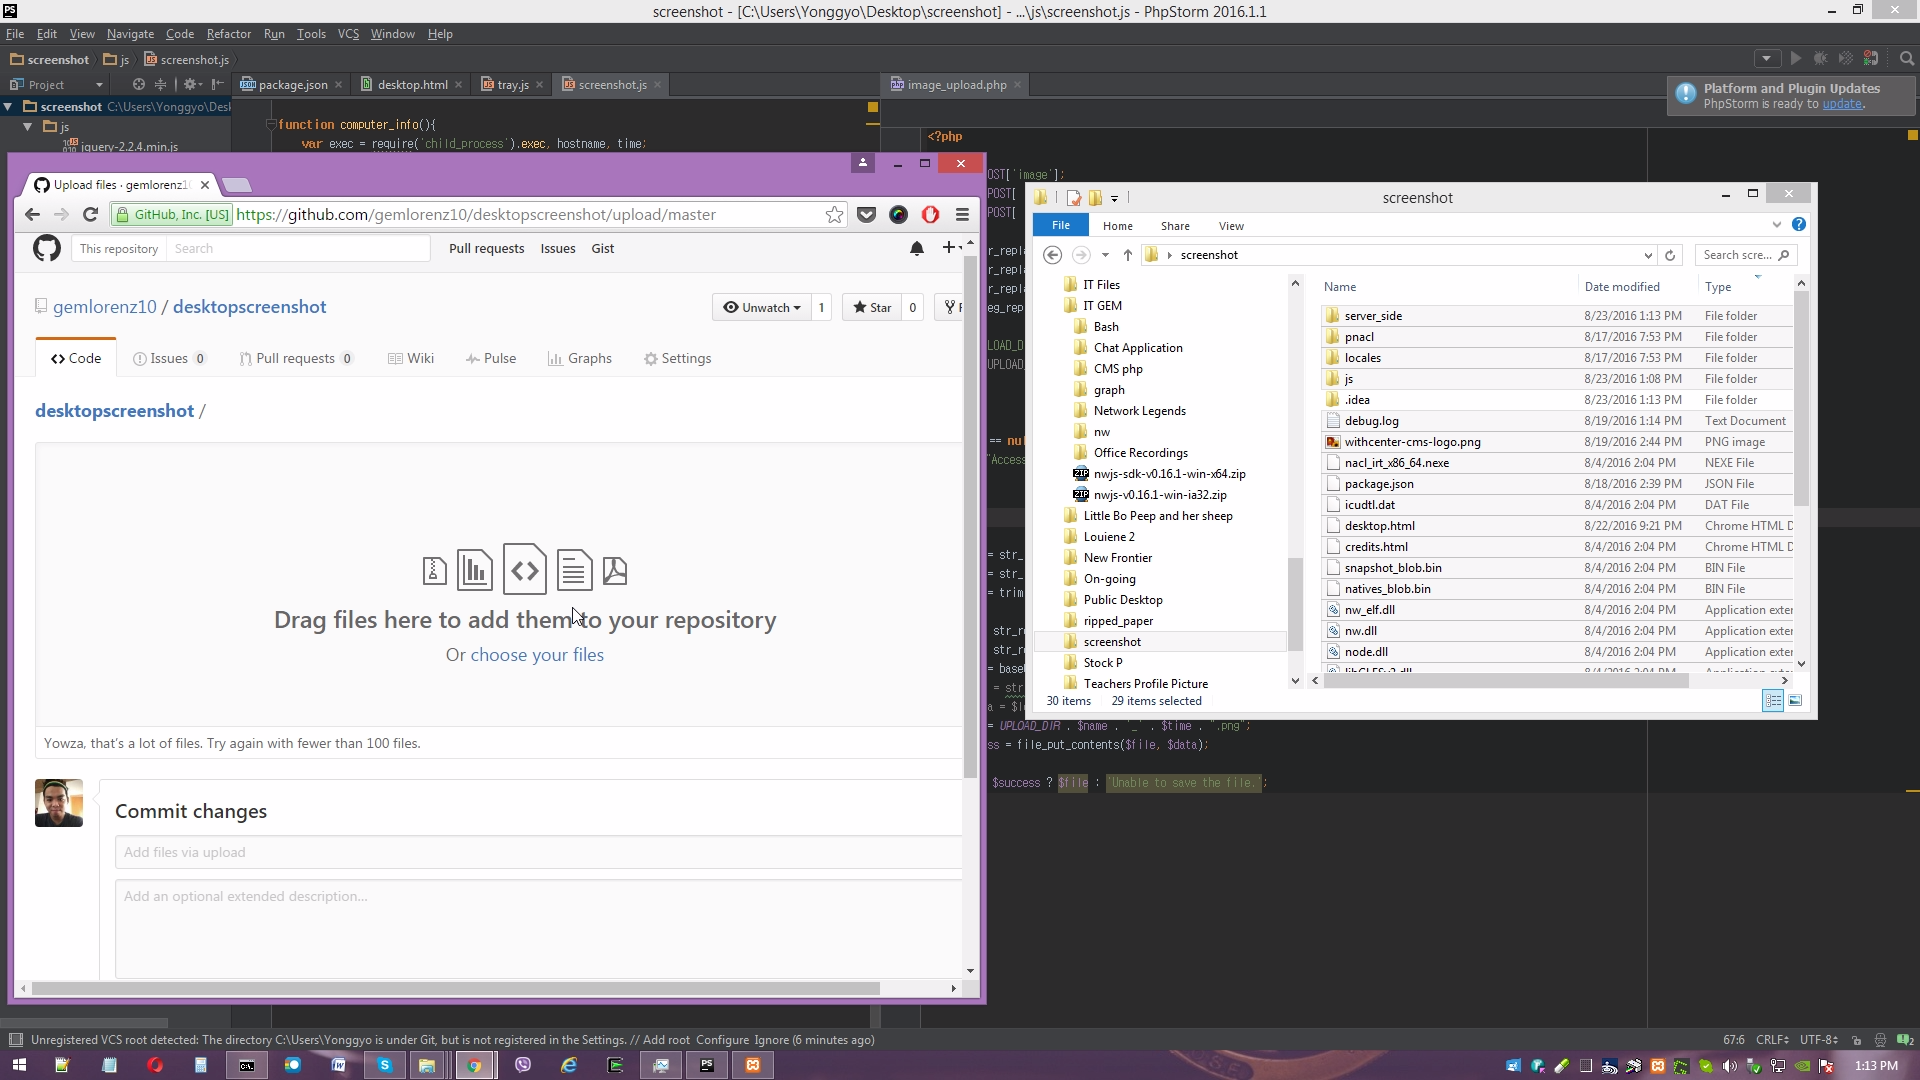 screenshot - [C:\Users\Yonggyo\Desktop\screenshot] - ...\js\screenshot.js - PhpStorm 2016.1.1
File Edit View Navigate Code Refactor Run Tools VCS Window Help
screenshot js screenshot.js
Project package.json desktop.html tray.js screenshot.js image_upload.php
Platform and Plugin Updates
PhpStorm is ready to update.
screenshot C:\Users\Yonggyo\Des
js
jquery-2.2.4.min.js
function computer_info(){
var exec = require('child_process').exec, hostname, time;
<?php
OST['image'];
POST[
POST[
Upload files · gemlorenz1
GitHub, Inc. [US] https://github.com/gemlorenz10/desktopscreenshot/upload/master
This repository Search Pull requests Issues Gist
gemlorenz10 / desktopscreenshot
Unwatch 1 Star 0
Code Issues 0 Pull requests 0 Wiki Pulse Graphs Settings
desktopscreenshot /
Drag files here to add them to your repository
Or choose your files
Yowza, that's a lot of files. Try again with fewer than 100 files.
Commit changes
Add files via upload
Add an optional extended description...
screenshot
File Home Share View
screenshot Search scre...
IT Files
IT GEM
Bash
Chat Application
CMS php
graph
Network Legends
nw
Office Recordings
nwjs-sdk-v0.16.1-win-x64.zip
nwjs-v0.16.1-win-ia32.zip
Little Bo Peep and her sheep
Louiene 2
New Frontier
On-going
Public Desktop
ripped_paper
screenshot
Stock P
Teachers Profile Picture
Name Date modified Type
server_side 8/23/2016 1:13 PM File folder
pnacl 8/17/2016 7:53 PM File folder
locales 8/17/2016 7:53 PM File folder
js 8/23/2016 1:08 PM File folder
.idea 8/23/2016 1:13 PM File folder
debug.log 8/19/2016 1:14 PM Text Document
withcenter-cms-logo.png 8/19/2016 2:44 PM PNG image
nacl_irt_x86_64.nexe 8/4/2016 2:04 PM NEXE File
package.json 8/18/2016 2:39 PM JSON File
icudtl.dat 8/4/2016 2:04 PM DAT File
desktop.html 8/22/2016 9:21 PM Chrome HTML D
credits.html 8/4/2016 2:04 PM Chrome HTML D
snapshot_blob.bin 8/4/2016 2:04 PM BIN File
natives_blob.bin 8/4/2016 2:04 PM BIN File
nw_elf.dll 8/4/2016 2:04 PM Application exter
nw.dll 8/4/2016 2:04 PM Application exter
node.dll 8/4/2016 2:04 PM Application exter
30 items 29 items selected
r_repl
r_repl
r_repl
eg_rep
LOAD_D
UPLOAD_
== nu
"Access
= str_
= str_
= trim
str_r
str_r
= base
= str
a = $i
= UPLOAD_DIR . $name . '_' . $time . ".png";
ss = file_put_contents($file, $data);
$success ? $file : 'Unable to save the file.';
Unregistered VCS root detected: The directory C:\Users\Yonggyo is under Git, but is not registered in the Settings. // Add root Configure Ignore (6 minutes ago)
67:6 CRLF UTF-8
1:13 PM